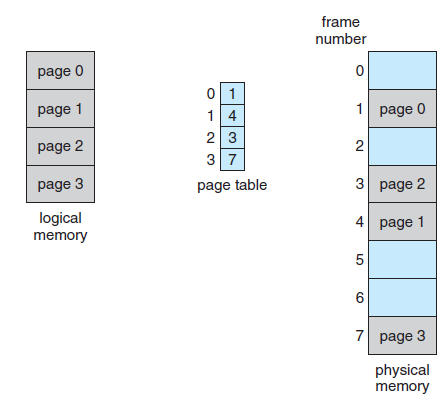 frame
number
page 0
page 1
page 2
page 3
logical
memory
0 1
1 4
2 3
3 7
page table
0
1 page 0
2
3 page 2
4 page 1
5
6
7 page 3
physical
memory